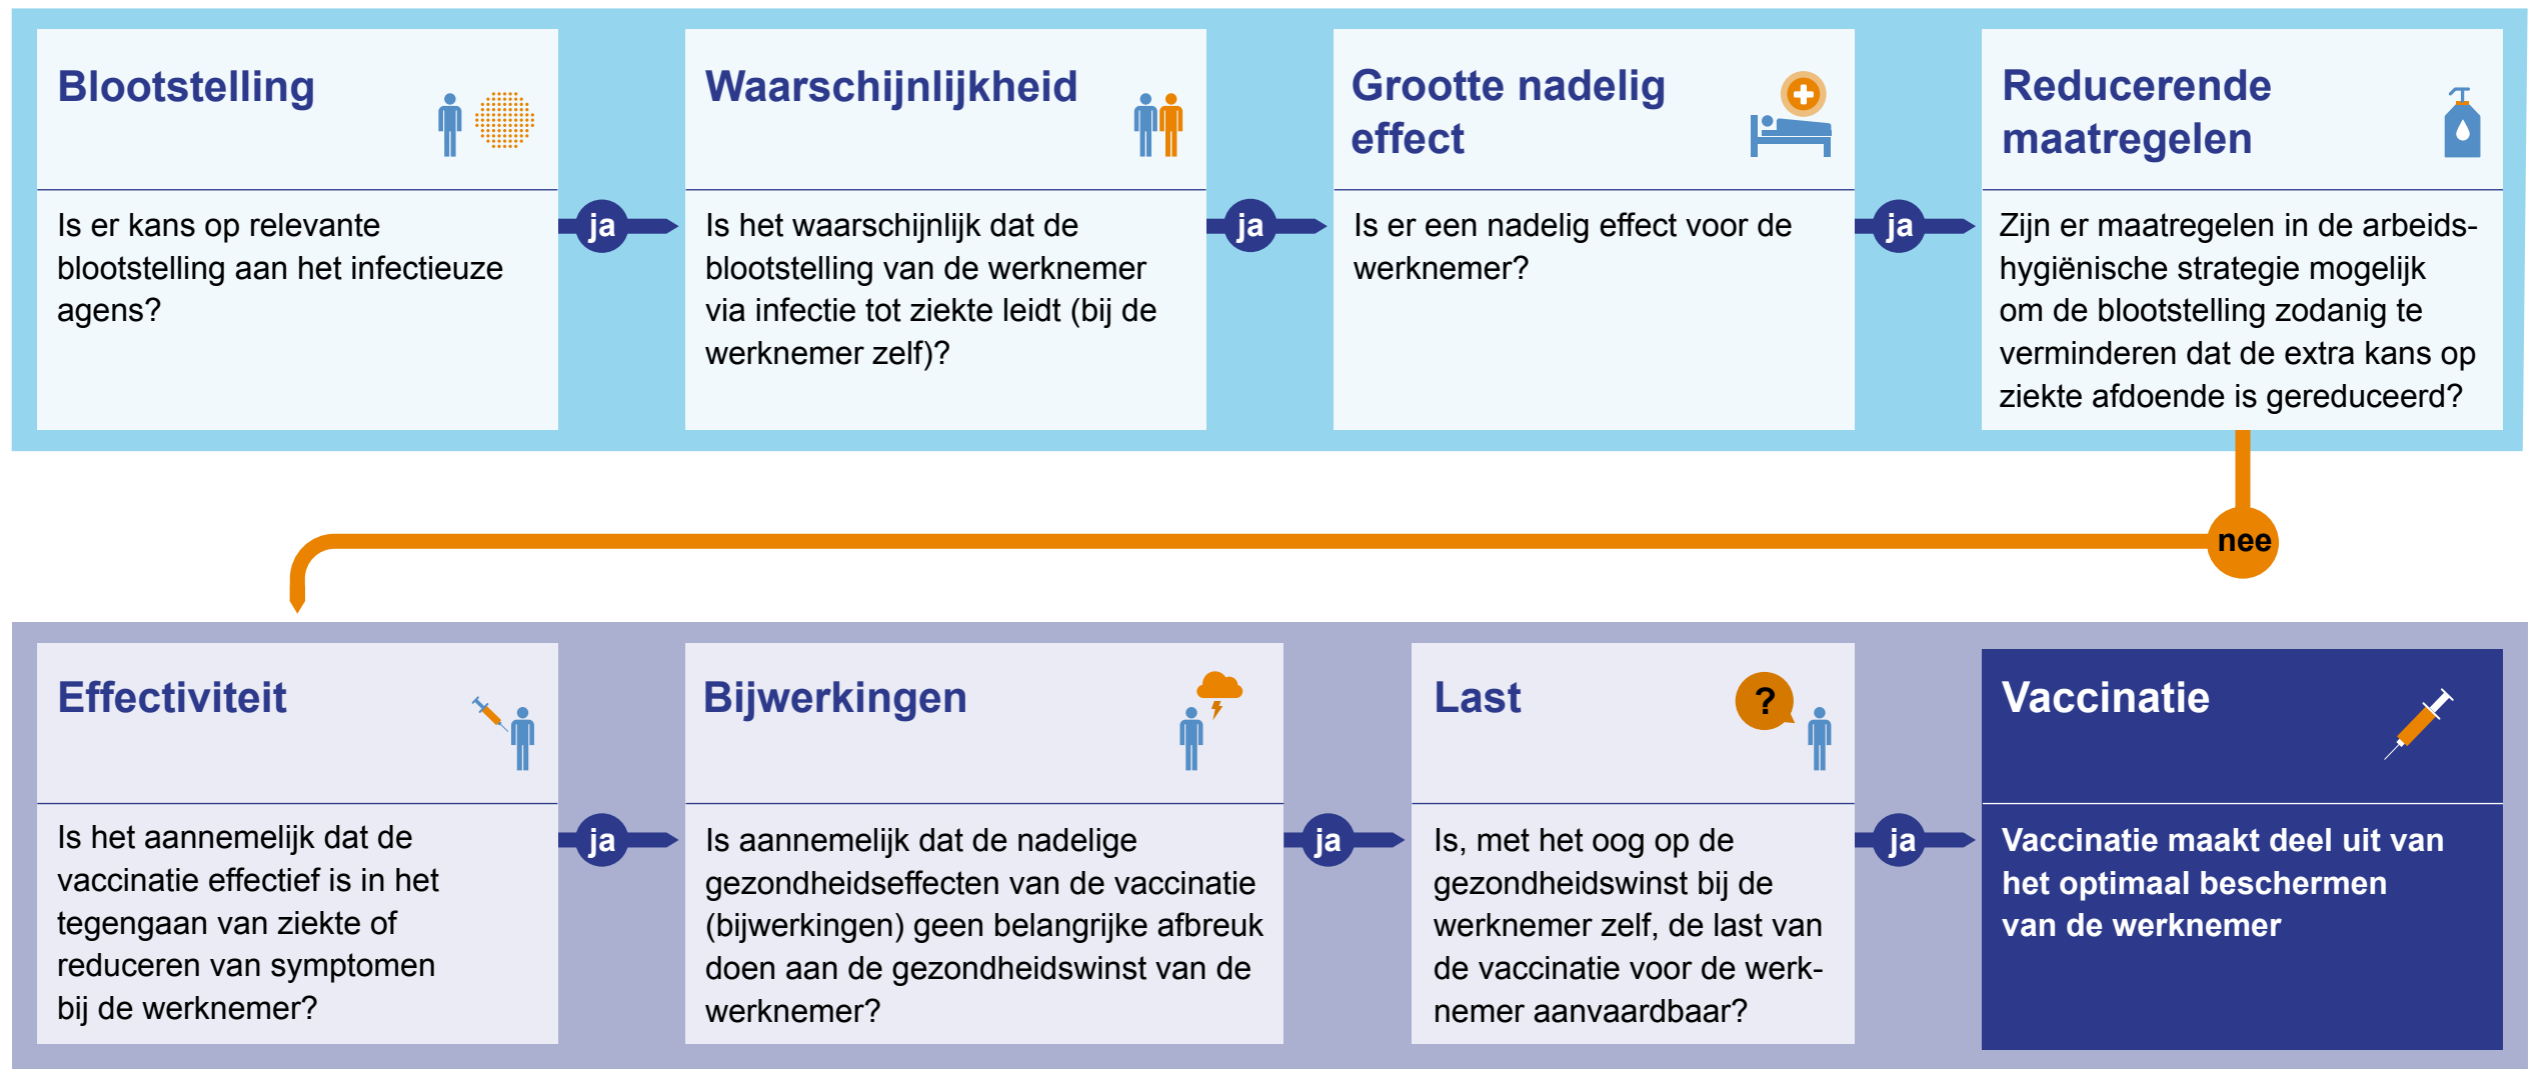 Blootstelling
Is er kans op relevante
blootstelling aan het infectieuze
agens?
ja
Waarschijnlijkheid
Is het waarschijnlijk dat de
blootstelling van de werknemer
via infectie tot ziekte leidt (bij de
werknemer zelf)?
ja
Grootte nadelig
effect
Is er een nadelig effect voor de
werknemer?
ja
Reducerende
maatregelen
Zijn er maatregelen in de arbeids-
hygiënische strategie mogelijk
om de blootstelling zodanig te
verminderen dat de extra kans op
ziekte afdoende is gereduceerd?
nee
Effectiviteit
Is het aannemelijk dat de
vaccinatie effectief is in het
tegengaan van ziekte of
reduceren van symptomen
bij de werknemer?
ja
Bijwerkingen
Is aannemelijk dat de nadelige
gezondheidseffecten van de vaccinatie
(bijwerkingen) geen belangrijke afbreuk
doen aan de gezondheidswinst van de
werknemer?
ja
Last
?
Is, met het oog op de
gezondheidswinst bij de
werknemer zelf, de last van
de vaccinatie voor de werk-
nemer aanvaardbaar?
ja
Vaccinatie
Vaccinatie maakt deel uit van
het optimaal beschermen
van de werknemer